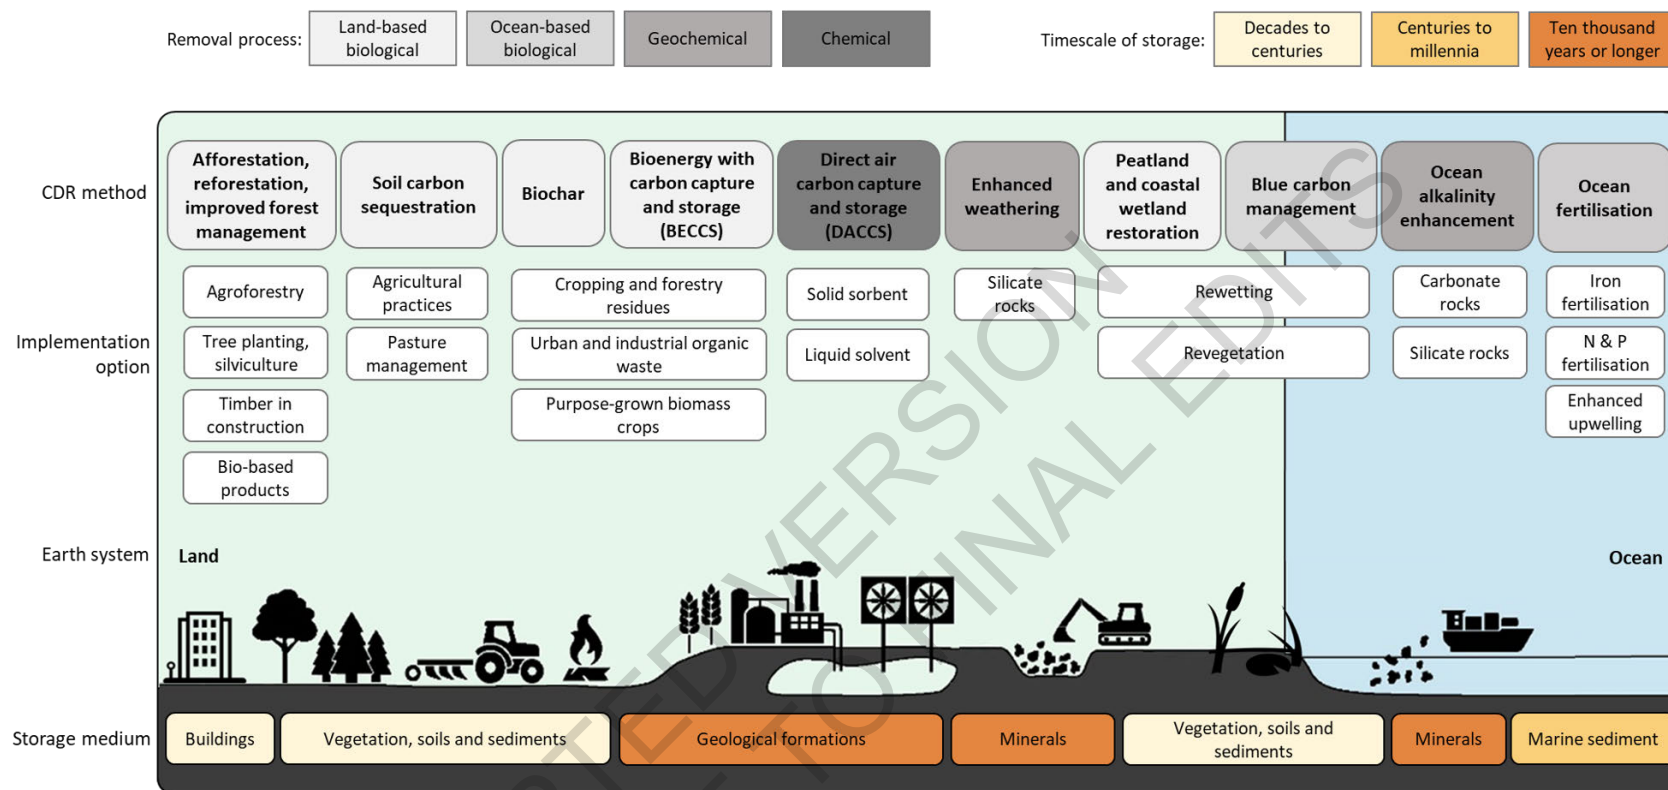 Removal process:
Land-based
biological
Ocean-based
biological
Geochemical
Chemical
Timescale of storage:
Decades to
centuries
Centuries to
millennia
Ten thousand
years or longer
CDR method
Afforestation,
reforestation,
improved forest
management
Soil carbon
sequestration
Biochar
Bioenergy with
carbon capture
and storage
(BECCS)
Direct air
carbon capture
and storage
(DACCS)
Enhanced
weathering
Peatland
and coastal
wetland
restoration
Blue carbon
management
Ocean
alkalinity
enhancement
Ocean
fertilisation
Implementation
option
Agroforestry
Tree planting,
silviculture
Timber in
construction
Bio-based
products
Agricultural
practices
Pasture
management
Cropping and forestry
residues
Urban and industrial organic
waste
Purpose-grown biomass
crops
Solid sorbent
Liquid solvent
Silicate
rocks
Rewetting
Revegetation
Carbonate
rocks
Silicate rocks
Iron
fertilisation
N & P
fertilisation
Enhanced
upwelling
Earth system
Land
Ocean
Storage medium
Buildings
Vegetation, soils and sediments
Geological formations
Minerals
Vegetation, soils and
sediments
Minerals
Marine sediment
VERSION
TO FINAL EDITS